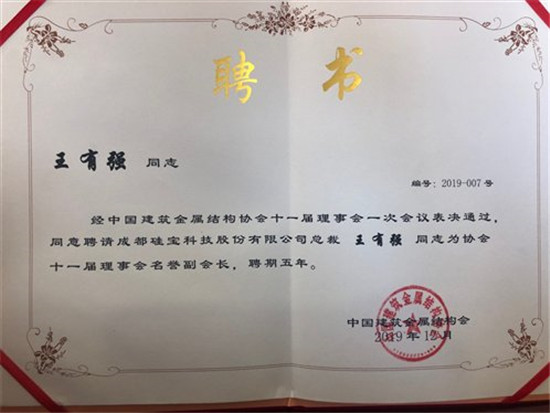 聘书
王有强 同志
编号：2019-007号
经中国建筑金属结构协会十一届理事会一次会议表决通过，
同意聘请成都硅宝科技股份有限公司总裁 王有强 同志为协会
十一届理事会名誉副会长，聘期五年。
中国建筑金属结构协会
2019年12月